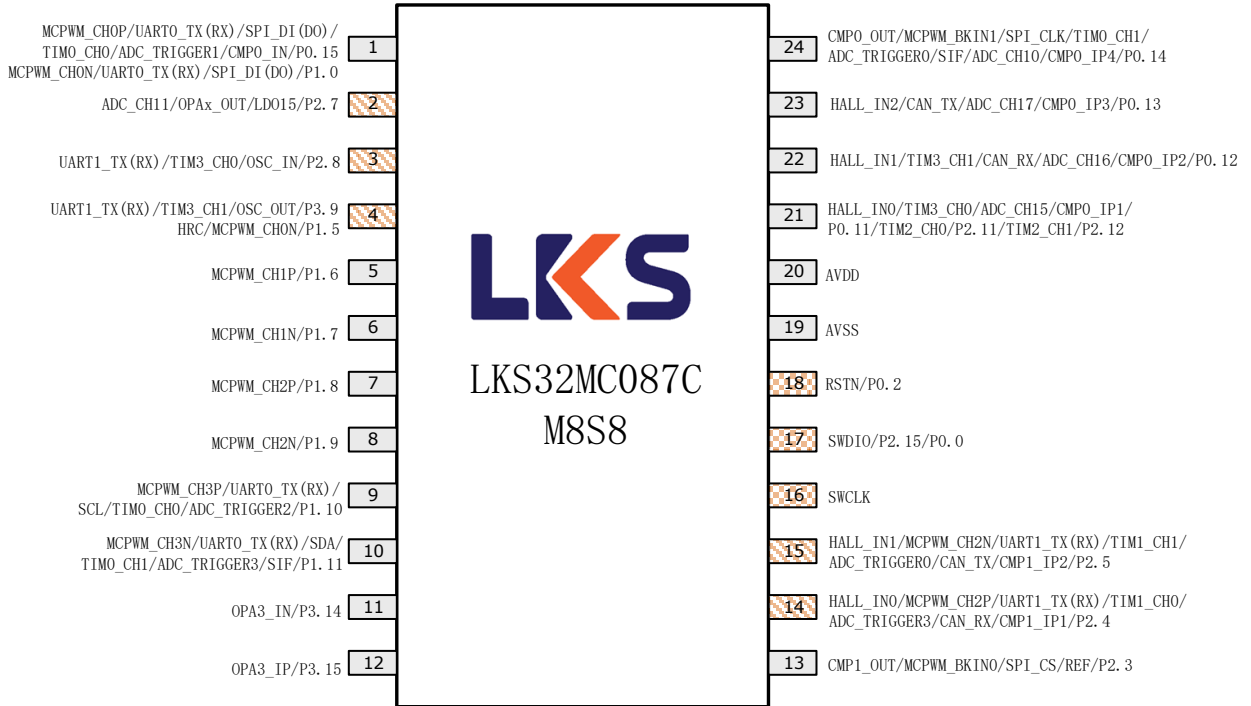 MCPWM_CH0P/UART0_TX(RX)/SPI_DI(DO)/
TIM0_CH0/ADC_TRIGGER1/CMP0_IN/P0.15
MCPWM_CH0N/UART0_TX(RX)/SPI_DI(DO)/P1.0
1
ADC_CH11/OPAx_OUT/LDO15/P2.7
2
UART1_TX(RX)/TIM3_CH0/OSC_IN/P2.8
3
UART1_TX(RX)/TIM3_CH1/OSC_OUT/P3.9
HRC/MCPWM_CH0N/P1.5
4
MCPWM_CH1P/P1.6
5
MCPWM_CH1N/P1.7
6
MCPWM_CH2P/P1.8
7
MCPWM_CH2N/P1.9
8
MCPWM_CH3P/UART0_TX(RX)/
SCL/TIM0_CH0/ADC_TRIGGER2/P1.10
9
MCPWM_CH3N/UART0_TX(RX)/SDA/
TIM0_CH1/ADC_TRIGGER3/SIF/P1.11
10
OPA3_IN/P3.14
11
OPA3_IP/P3.15
12
LKS
LKS32MC087C
M8S8
24
CMP0_OUT/MCPWM_BKIN1/SPI_CLK/TIM0_CH1/
ADC_TRIGGER0/SIF/ADC_CH10/CMP0_IP4/P0.14
23
HALL_IN2/CAN_TX/ADC_CH17/CMP0_IP3/P0.13
22
HALL_IN1/TIM3_CH1/CAN_RX/ADC_CH16/CMP0_IP2/P0.12
21
HALL_IN0/TIM3_CH0/ADC_CH15/CMP0_IP1/
P0.11/TIM2_CH0/P2.11/TIM2_CH1/P2.12
20
AVDD
19
AVSS
18
RSTN/P0.2
17
SWDIO/P2.15/P0.0
16
SWCLK
15
HALL_IN1/MCPWM_CH2N/UART1_TX(RX)/TIM1_CH1/
ADC_TRIGGER0/CAN_TX/CMP1_IP2/P2.5
14
HALL_IN0/MCPWM_CH2P/UART1_TX(RX)/TIM1_CH0/
ADC_TRIGGER3/CAN_RX/CMP1_IP1/P2.4
13
CMP1_OUT/MCPWM_BKIN0/SPI_CS/REF/P2.3